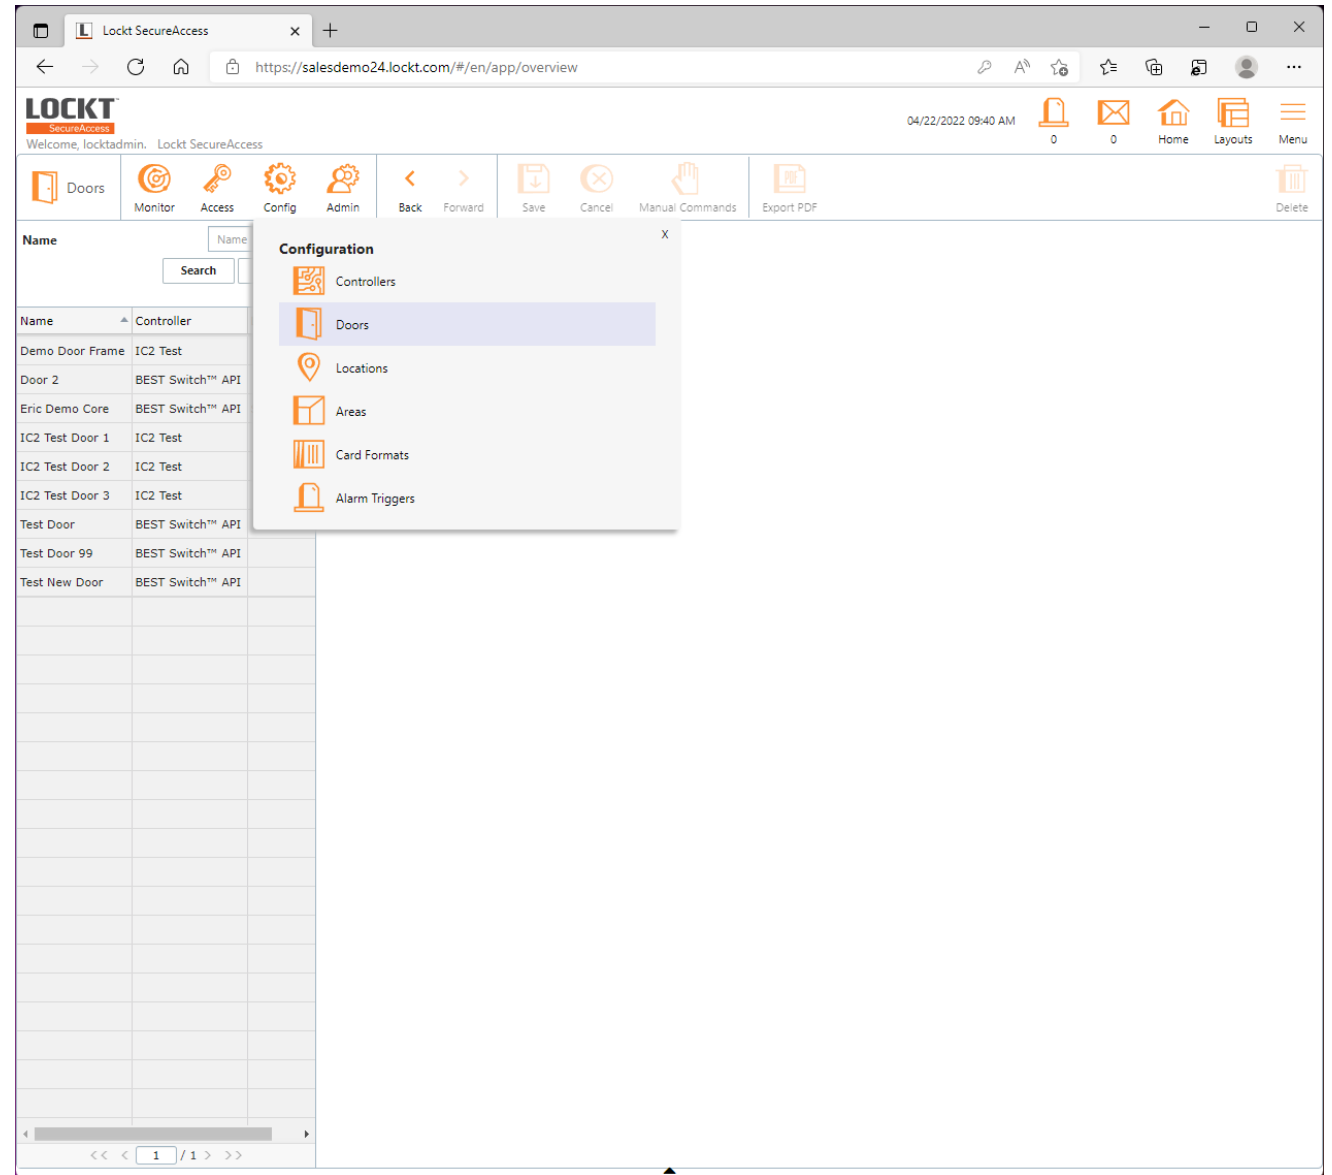 Lockt SecureAccess
https://salesdemo24.lockt.com/#/en/app/overview
LOCKT
SecureAccess
Welcome, locktadmin. Lockt SecureAccess
04/22/2022 09:40 AM
0
0
Home
Layouts
Menu
Doors
Monitor
Access
Config
Admin
Back
Forward
Save
Cancel
Manual Commands
Export PDF
Delete
Name
Name
Search
Name Controller
Demo Door Frame IC2 Test
Door 2 BEST Switch™ API
Eric Demo Core BEST Switch™ API
IC2 Test Door 1 IC2 Test
IC2 Test Door 2 IC2 Test
IC2 Test Door 3 IC2 Test
Test Door BEST Switch™ API
Test Door 99 BEST Switch™ API
Test New Door BEST Switch™ API
X
Configuration
Controllers
Doors
Locations
Areas
Card Formats
Alarm Triggers
<< < 1 / 1 > >>